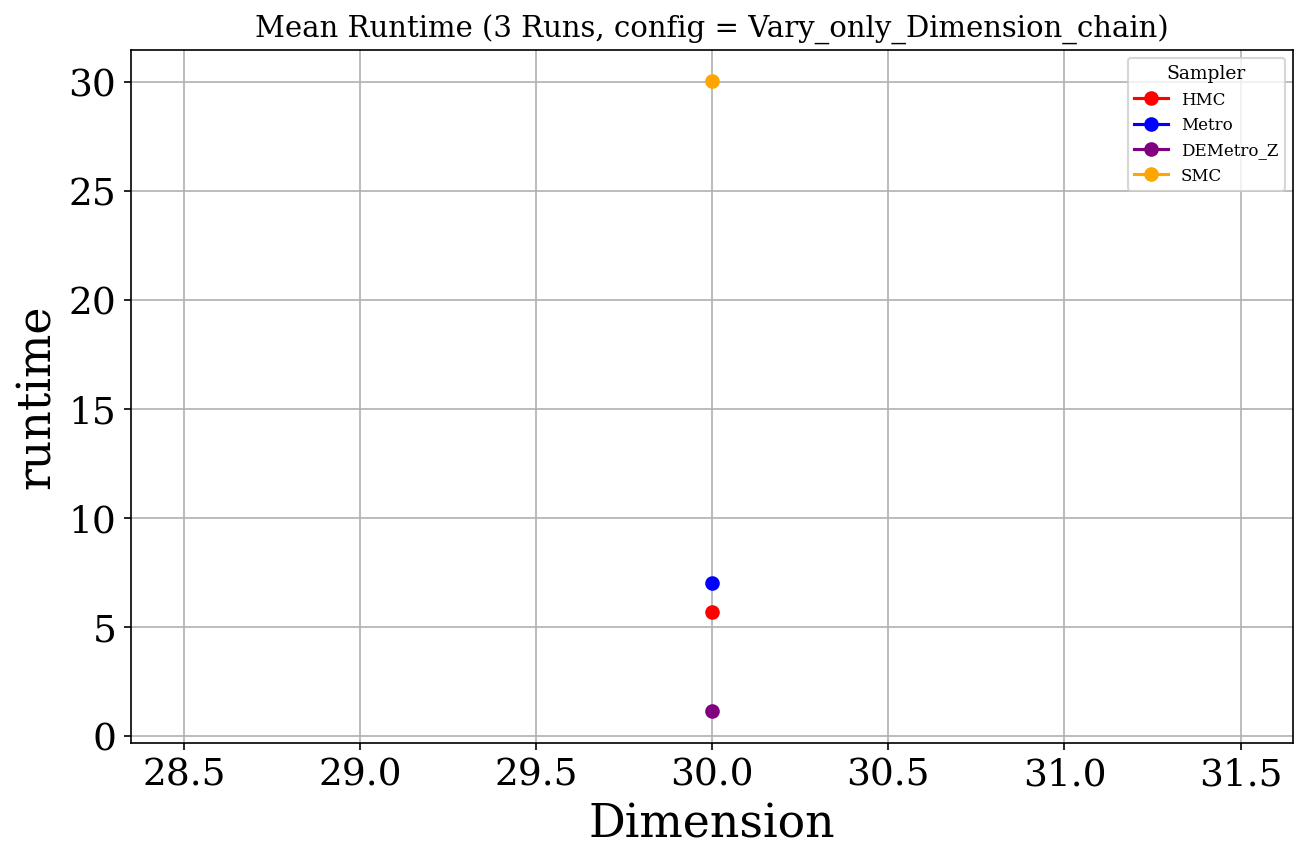 Mean Runtime (3 Runs, config = Vary_only_Dimension_chain)
30
25
20
15
10
5
0
runtime
Sampler
HMC
Metro
DEMetro_Z
SMC
28.5 29.0 29.5 30.0 30.5 31.0 31.5
Dimension